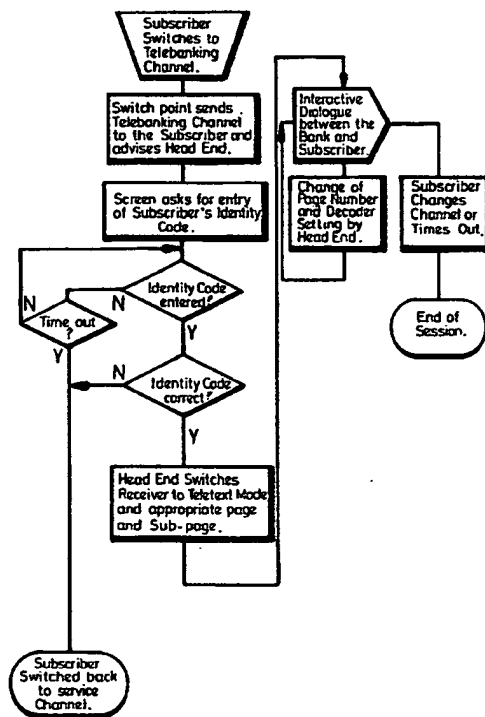 Subscriber
Switches to
Telebanking
Channel.
Switch point sends
Telebanking Channel
to the Subscriber and
advises Head End.
Screen asks for entry
of Subscriber's Identity
Code.
Identity Code
entered?
N
Y
Time out
?
N
Y
Identity Code
correct?
N
Y
Head End Switches
Receiver to Teletext Mode
and appropriate page
and Sub-page.
Subscriber
Switched back
to service
Channel.
Interactive
Dialogue
between the
Bank and
Subscriber.
Change of
Page Number
and Decoder
Setting by
Head End.
Subscriber
Changes
Channel or
Times Out.
End of
Session.